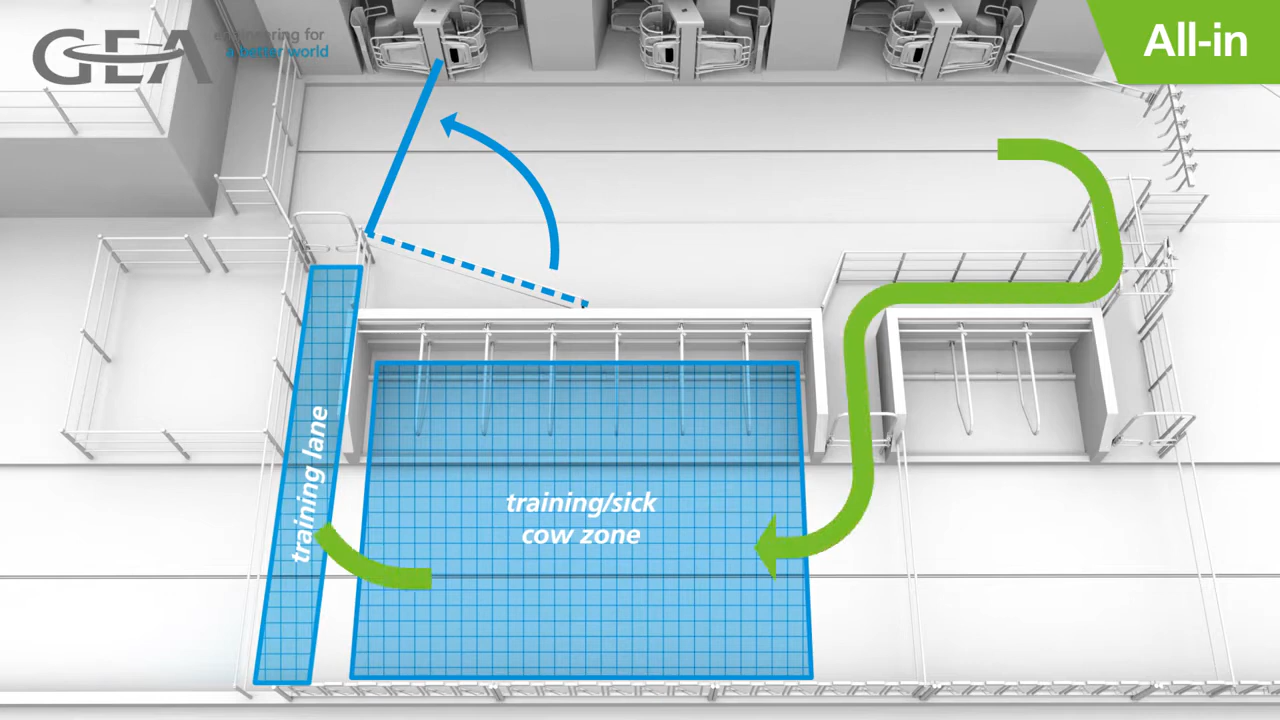 GEA
engineering for
a better world
All-in
training lane
training/sick
cow zone